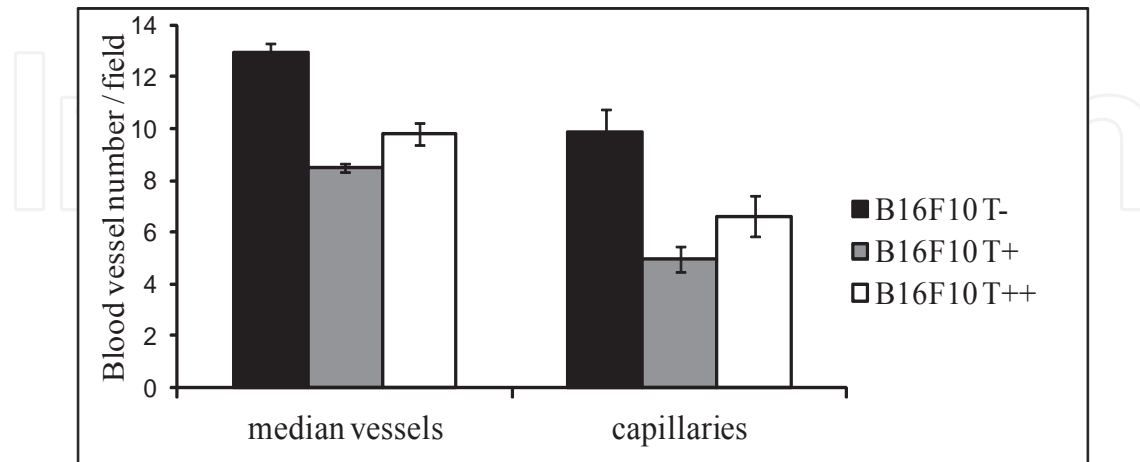 Blood vessel number / field
14
12
10
8
6
4
2
0
median vessels
capillaries
B16F10 T-
B16F10 T+
B16F10 T++